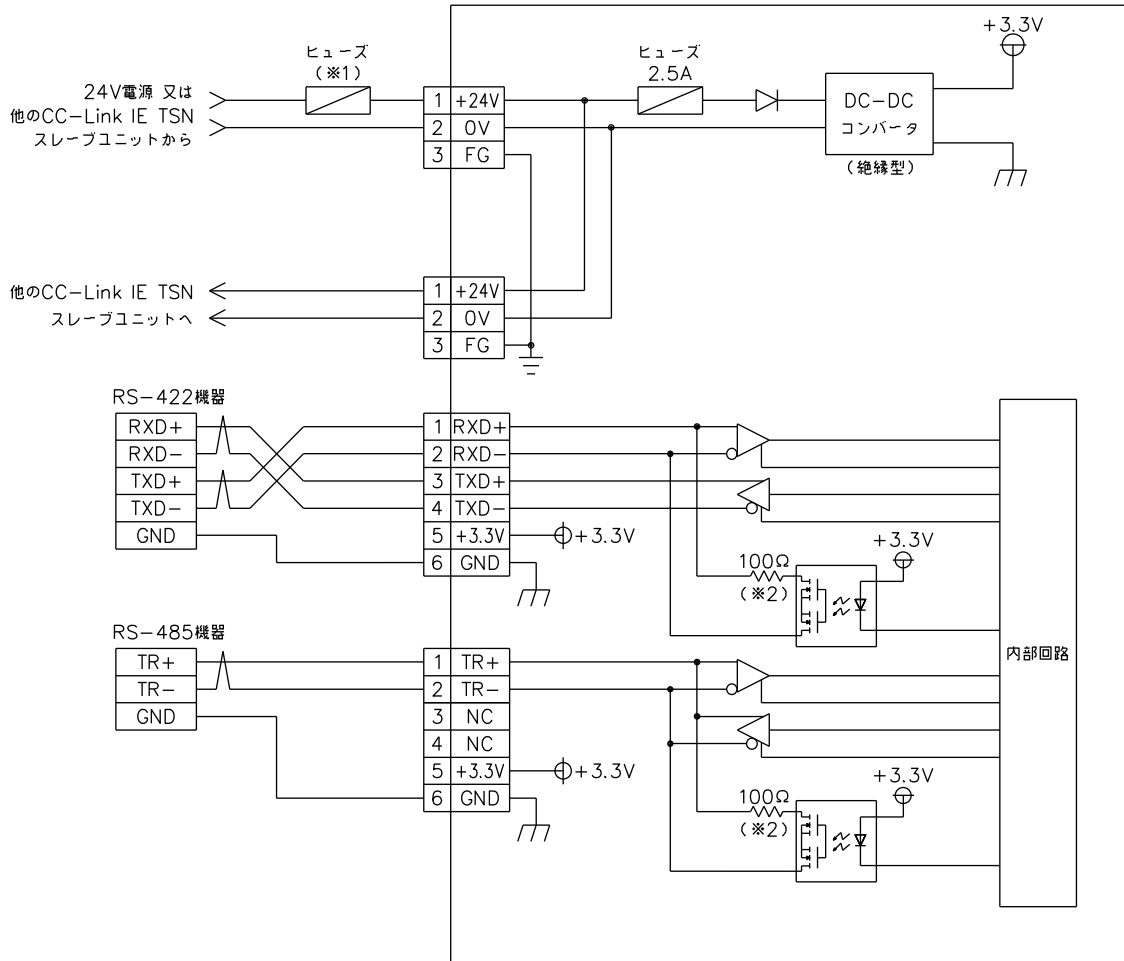 +3.3V
ヒューズ
(※1)
ヒューズ
2.5A
24V電源 又は
他のCC-Link IE TSN
スレーブユニットから
1 +24V
2 0V
3 FG
DC-DC
コンバータ
(絶縁型)
他のCC-Link IE TSN
スレーブユニットへ
1 +24V
2 0V
3 FG
RS-422機器
RXD+
RXD-
TXD+
TXD-
GND
1 RXD+
2 RXD-
3 TXD+
4 TXD-
5 +3.3V
6 GND
+3.3V
100Ω
(※2)
+3.3V
内部回路
RS-485機器
TR+
TR-
GND
1 TR+
2 TR-
3 NC
4 NC
5 +3.3V
6 GND
+3.3V
100Ω
(※2)
+3.3V